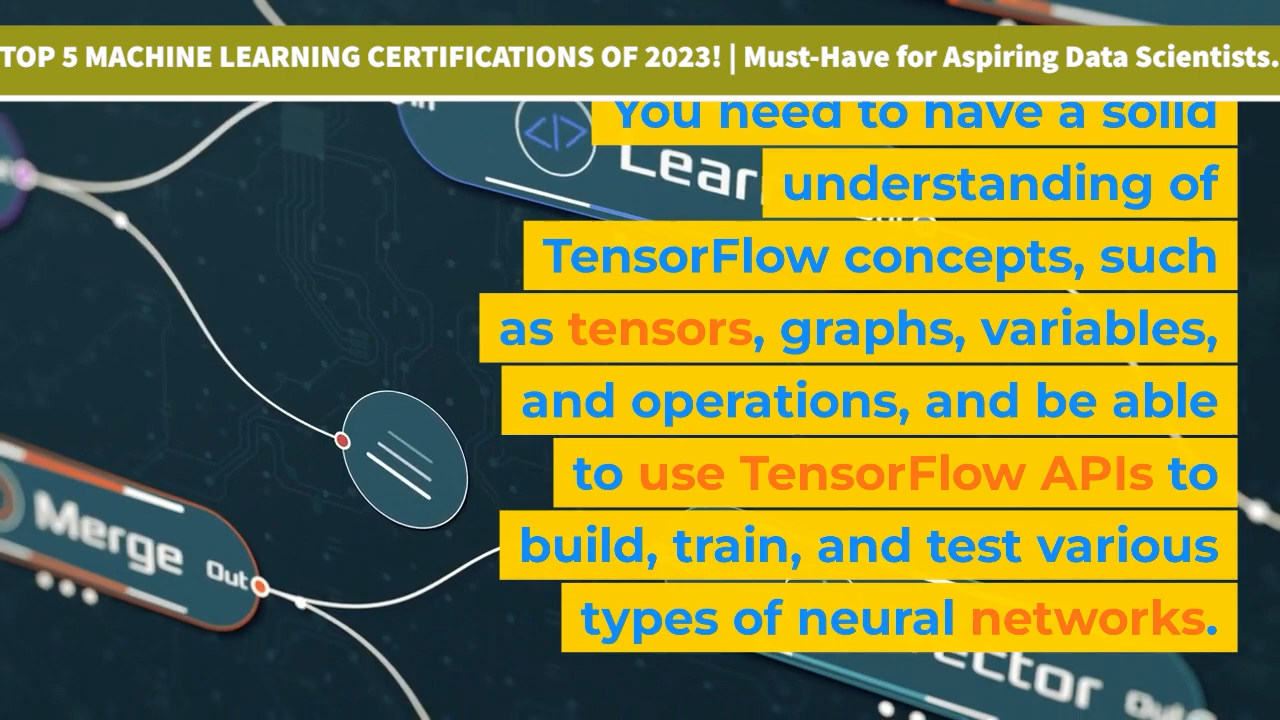 TOP 5 MACHINE LEARNING CERTIFICATIONS OF 2023! | Must-Have for Aspiring Data Scientists.
You need to have a solid
understanding of
TensorFlow concepts, such
as tensors, graphs, variables,
and operations, and be able
to use TensorFlow APIs to
build, train, and test various
types of neural networks.
Merge
Out
Out